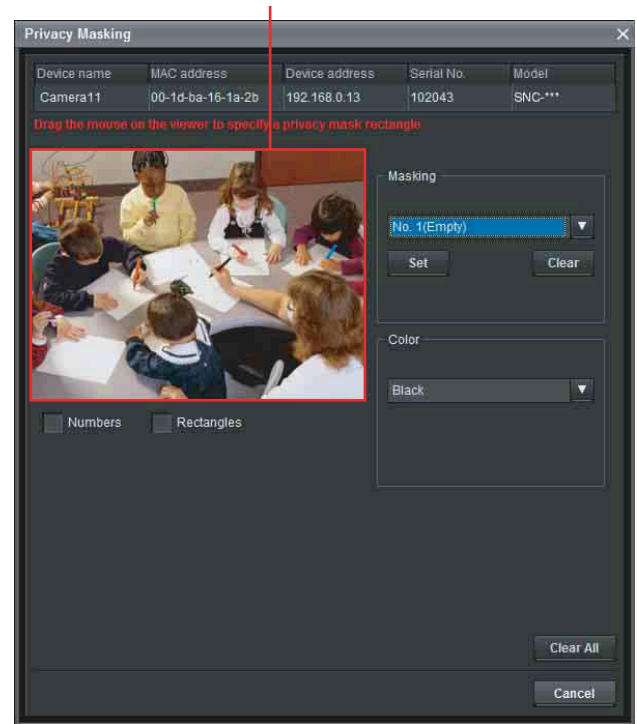 Privacy Masking
Device name MAC address Device address Serial No. Model
Camera11 00-1d-ba-16-1a-2b 192.168.0.13 102043 SNC-***
Drag the mouse on the viewer to specify a privacy mask rectangle
Masking
No. 1(Empty)
Set Clear
Color
Black
Numbers Rectangles
Clear All
Cancel